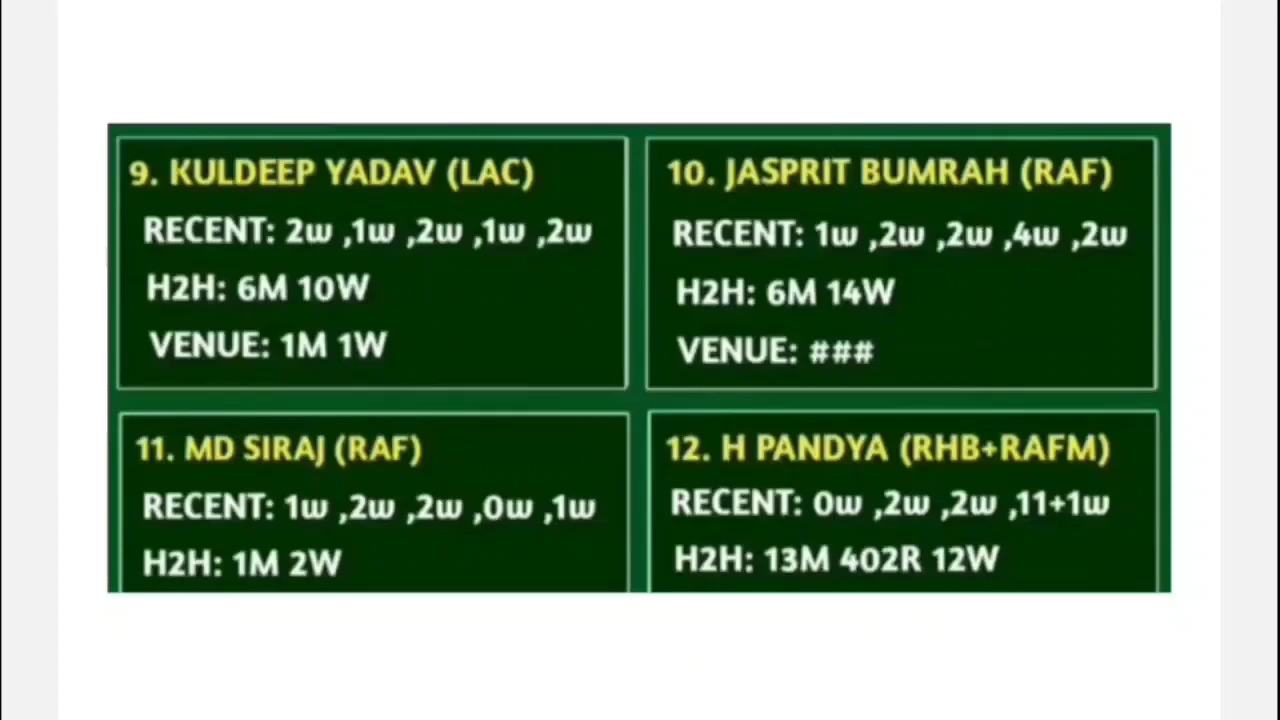 9. KULDEEP YADAV (LAC)
RECENT: 2w ,1w ,2w ,1w ,2w
H2H: 6M 10W
VENUE: 1M 1W
10. JASPRIT BUMRAH (RAF)
RECENT: 1w ,2w ,2w ,4w ,2w
H2H: 6M 14W
VENUE: ###
11. MD SIRAJ (RAF)
RECENT: 1w ,2w ,2w ,0w ,1w
H2H: 1M 2W
12. H PANDYA (RHB+RAFM)
RECENT: 0w ,2w ,2w ,11+1w
H2H: 13M 402R 12W